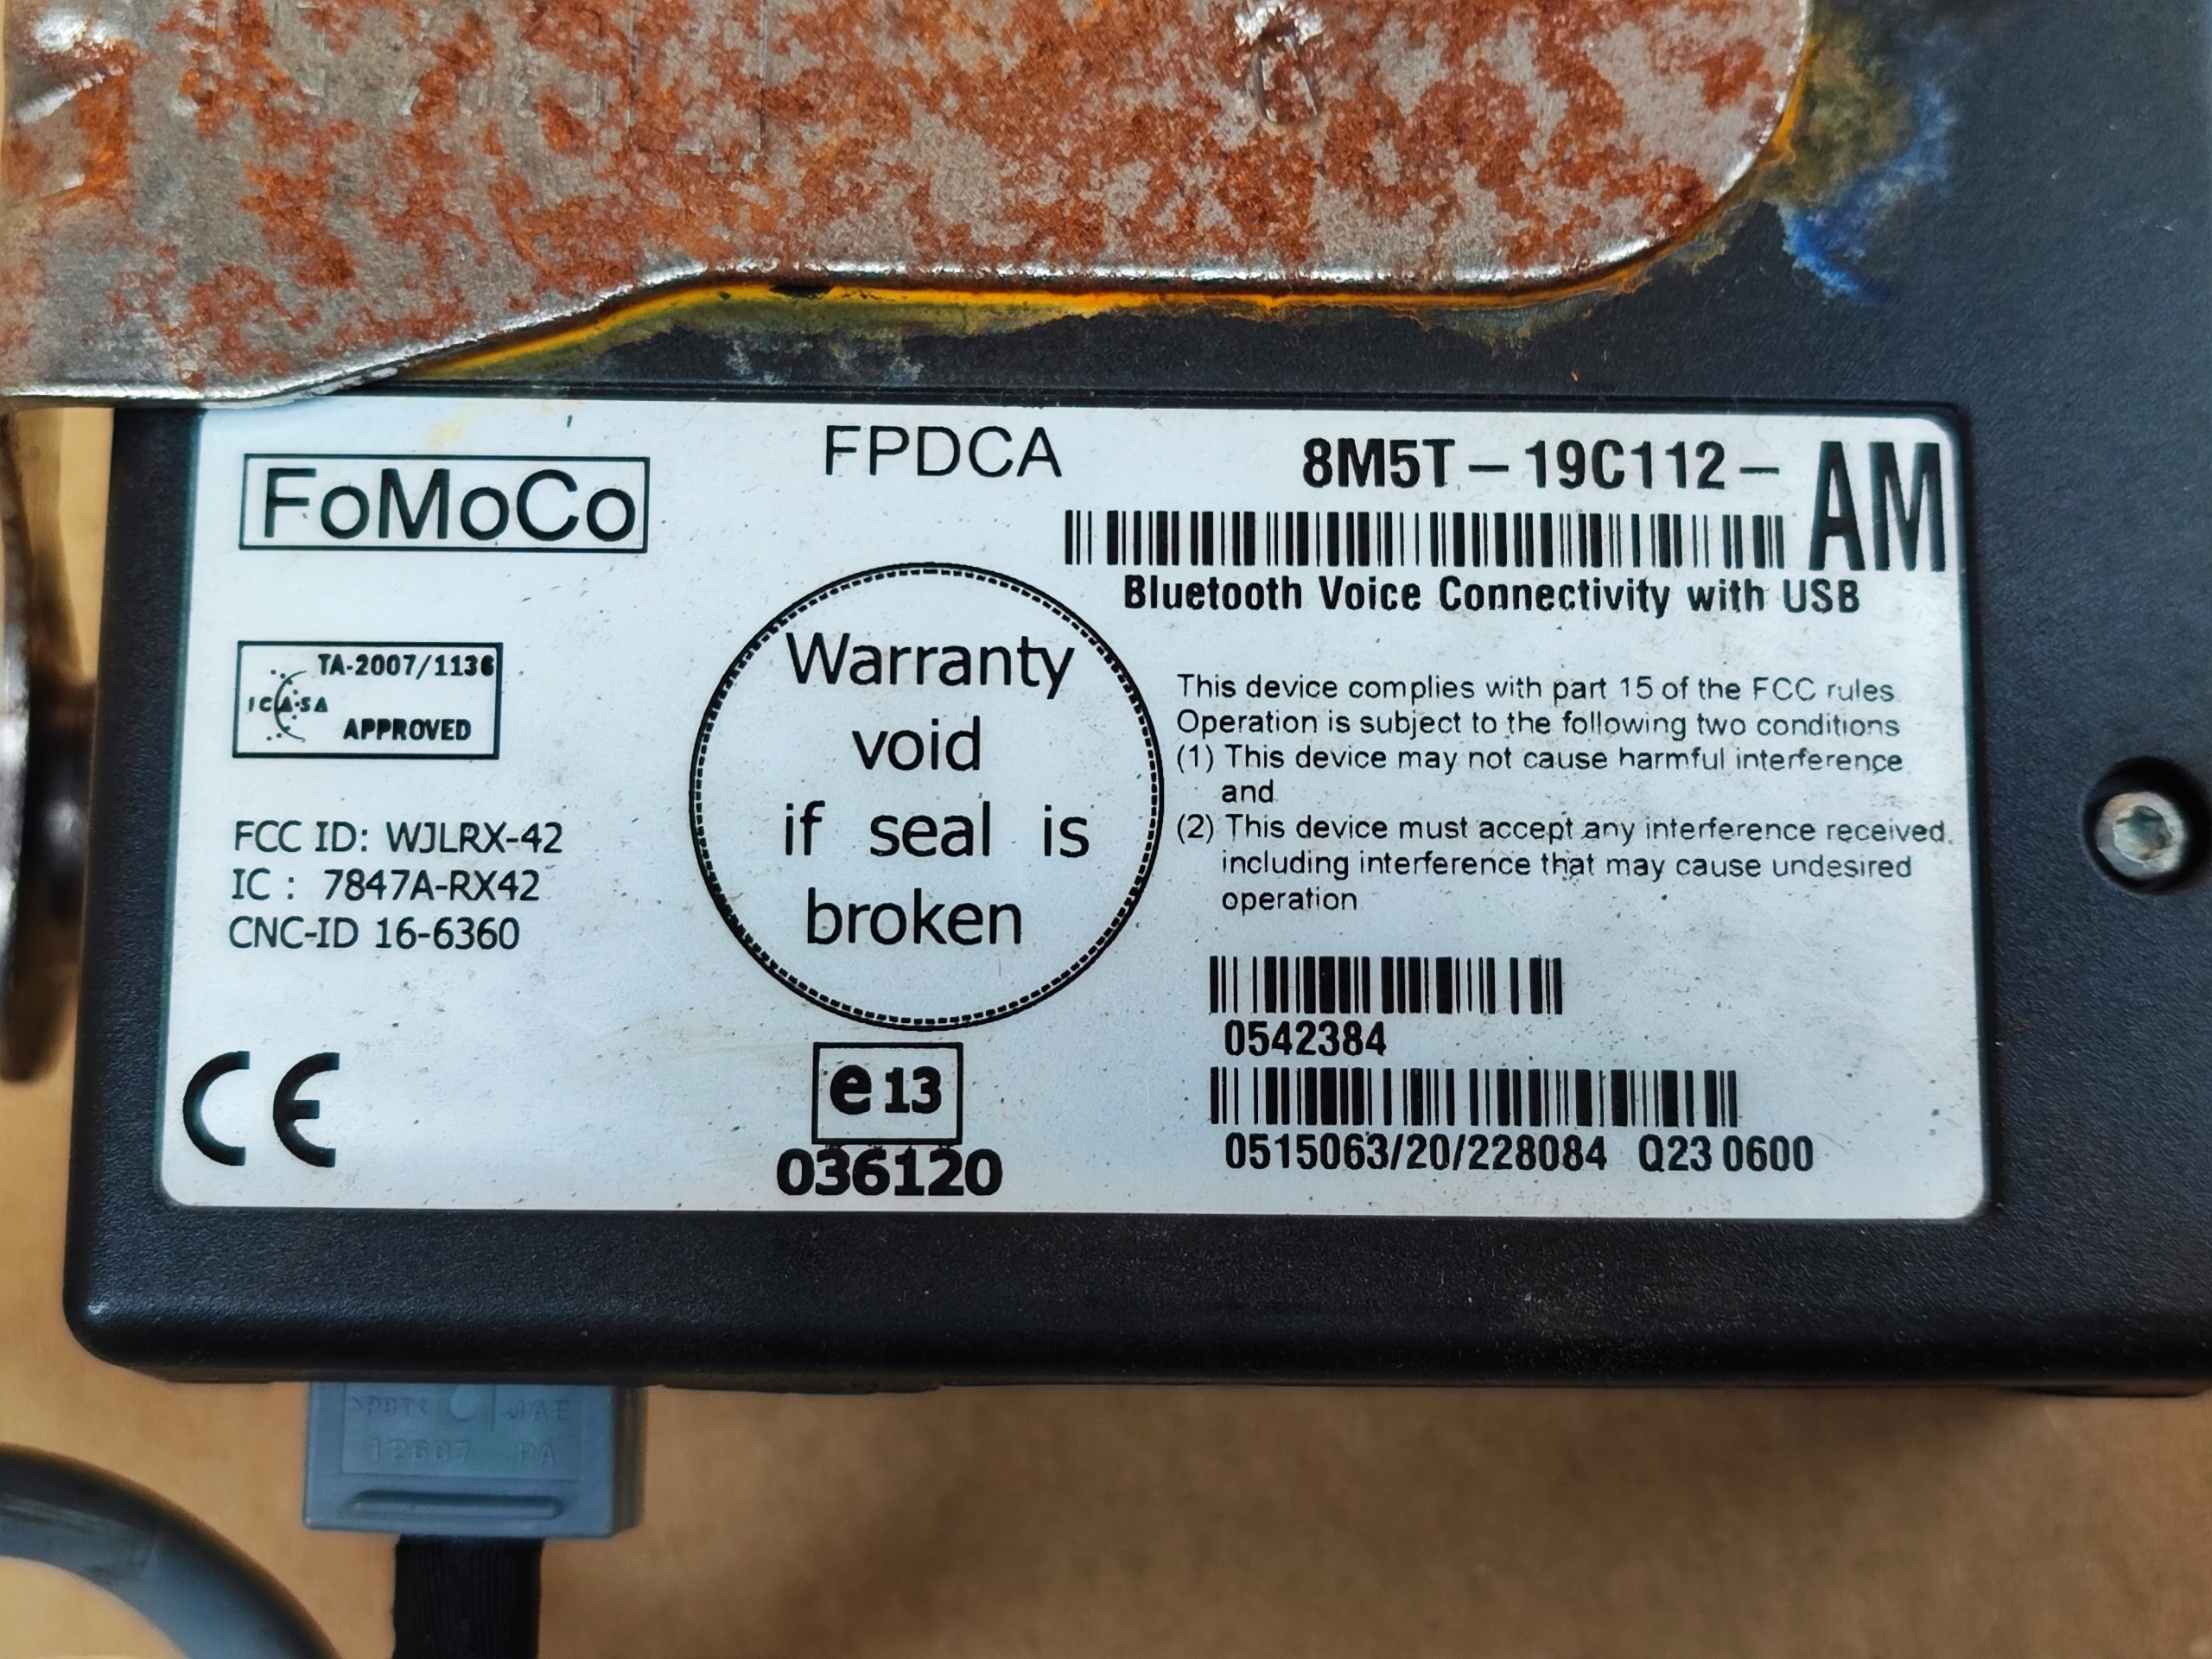 FoMoCo
FPDCA
8M5T – 19C112 – AM
Bluetooth Voice Connectivity with USB
TA-2007/1136
ICASA
APPROVED
FCC ID: WJLRX-42
IC : 7847A-RX42
CNC-ID 16-6360
Warranty
void
if seal is
broken
This device complies with part 15 of the FCC rules.
Operation is subject to the following two conditions
(1) This device may not cause harmful interference
and
(2) This device must accept any interference received.
including interference that may cause undesired
operation
0542384
0515063/20/228084 Q23 0600
CE
e13
036120
JAE